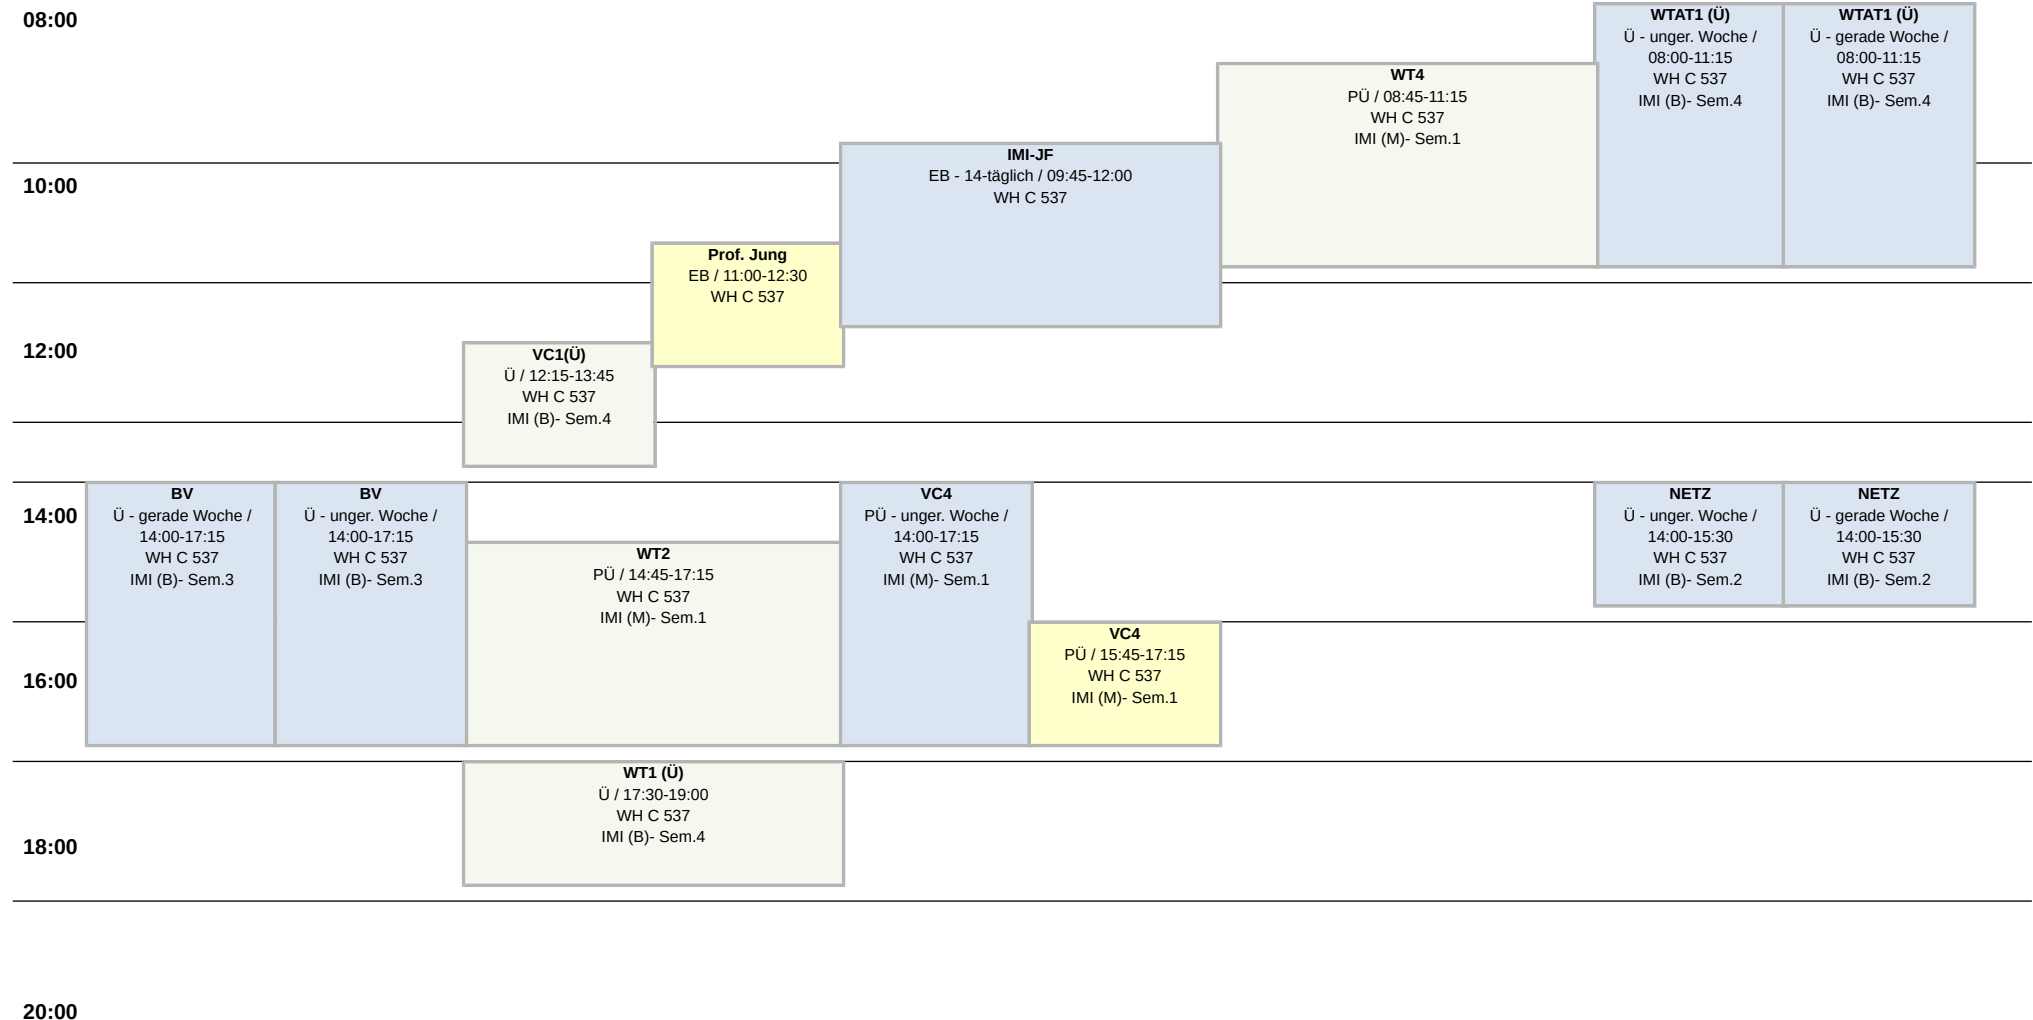 08:00
WTAT1 (Ü)
Ü - unger. Woche /
08:00-11:15
WH C 537
IMI (B)- Sem.4
WTAT1 (Ü)
Ü - gerade Woche /
08:00-11:15
WH C 537
IMI (B)- Sem.4
WT4
PÜ / 08:45-11:15
WH C 537
IMI (M)- Sem.1
IMI-JF
EB - 14-täglich / 09:45-12:00
WH C 537
10:00
Prof. Jung
EB / 11:00-12:30
WH C 537
12:00
VC1(Ü)
Ü / 12:15-13:45
WH C 537
IMI (B)- Sem.4
14:00
BV
Ü - gerade Woche /
14:00-17:15
WH C 537
IMI (B)- Sem.3
BV
Ü - unger. Woche /
14:00-17:15
WH C 537
IMI (B)- Sem.3
WT2
PÜ / 14:45-17:15
WH C 537
IMI (M)- Sem.1
VC4
PÜ - unger. Woche /
14:00-17:15
WH C 537
IMI (M)- Sem.1
NETZ
Ü - unger. Woche /
14:00-15:30
WH C 537
IMI (B)- Sem.2
NETZ
Ü - gerade Woche /
14:00-15:30
WH C 537
IMI (B)- Sem.2
VC4
PÜ / 15:45-17:15
WH C 537
IMI (M)- Sem.1
16:00
WT1 (Ü)
Ü / 17:30-19:00
WH C 537
IMI (B)- Sem.4
18:00
20:00